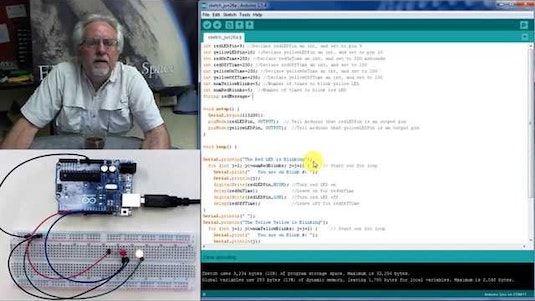 sketch_jun26a | Arduino 1.5.4
File Edit Sketch Tools Help
sketch_jun26a
int redLEDPin=9; //Declare redLEDPin an int, and set to pin 9
int yellowLEDPin=10; //Declare yellowLEDPin an int, and set to pin 10
int redOnTime=250; //Declare redOnTime an int, and set to 250 mseconds
int redOffTime=250; //Declare redOffTime an int, and set to 250
int yellowOnTime=250; //Declare yellowOnTime an int, and set to 250
int yellowOffTime=250; //Declare yellowOffTime an int, and set to 250
int numYellowBlinks=5; //Number of times to blink yellow LED
int numRedBlinks=5; //Number of times to blink red LED
String redMessage="
void setup() {
Serial.begin(115200);
pinMode(redLEDPin, OUTPUT); // Tell Arduino that redLEDPin is an output pin
pinMode(yellowLEDPin, OUTPUT); //Tell Arduino that yellowLEDPin is an output pin
}
void loop() {
Serial.println("The Red LED is Blinking");
for (int j=1; j<=numRedBlinks; j=j+1) { // Start our for loop
Serial.print(" You are on Blink #: ");
Serial.println(j);
digitalWrite(redLEDPin,HIGH); //Turn red LED on
delay(redOnTime); //Leave on for redOnTime
digitalWrite(redLEDPin,LOW); //Turn red LED off
delay(redOffTime); //Leave off for redOffTime
}
Serial.println(" ");
Serial.println("The Yellow Yellow is Blinking");
for (int j=1; j<=numYellowBlinks; j=j+1) { // Start our for loop
Serial.print(" You are on Blink #: ");
Serial.println(j);
Done uploading.
Sketch uses 3,234 bytes (10%) of program storage space. Maximum is 32,256 bytes.
Global variables use 283 bytes (13%) of dynamic memory, leaving 1,765 bytes for local variables. Maximum is 2,048 bytes.